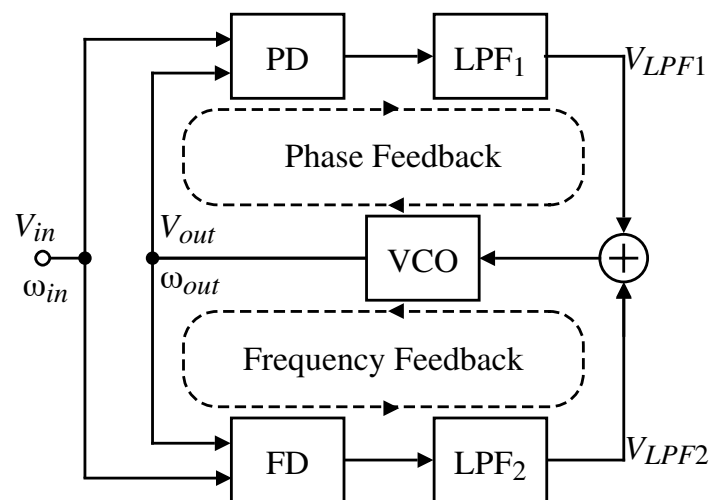 PD
LPF1
VLPF1
Phase Feedback
Vin
Vout
VCO
+
ωin
ωout
Frequency Feedback
FD
LPF2
VLPF2